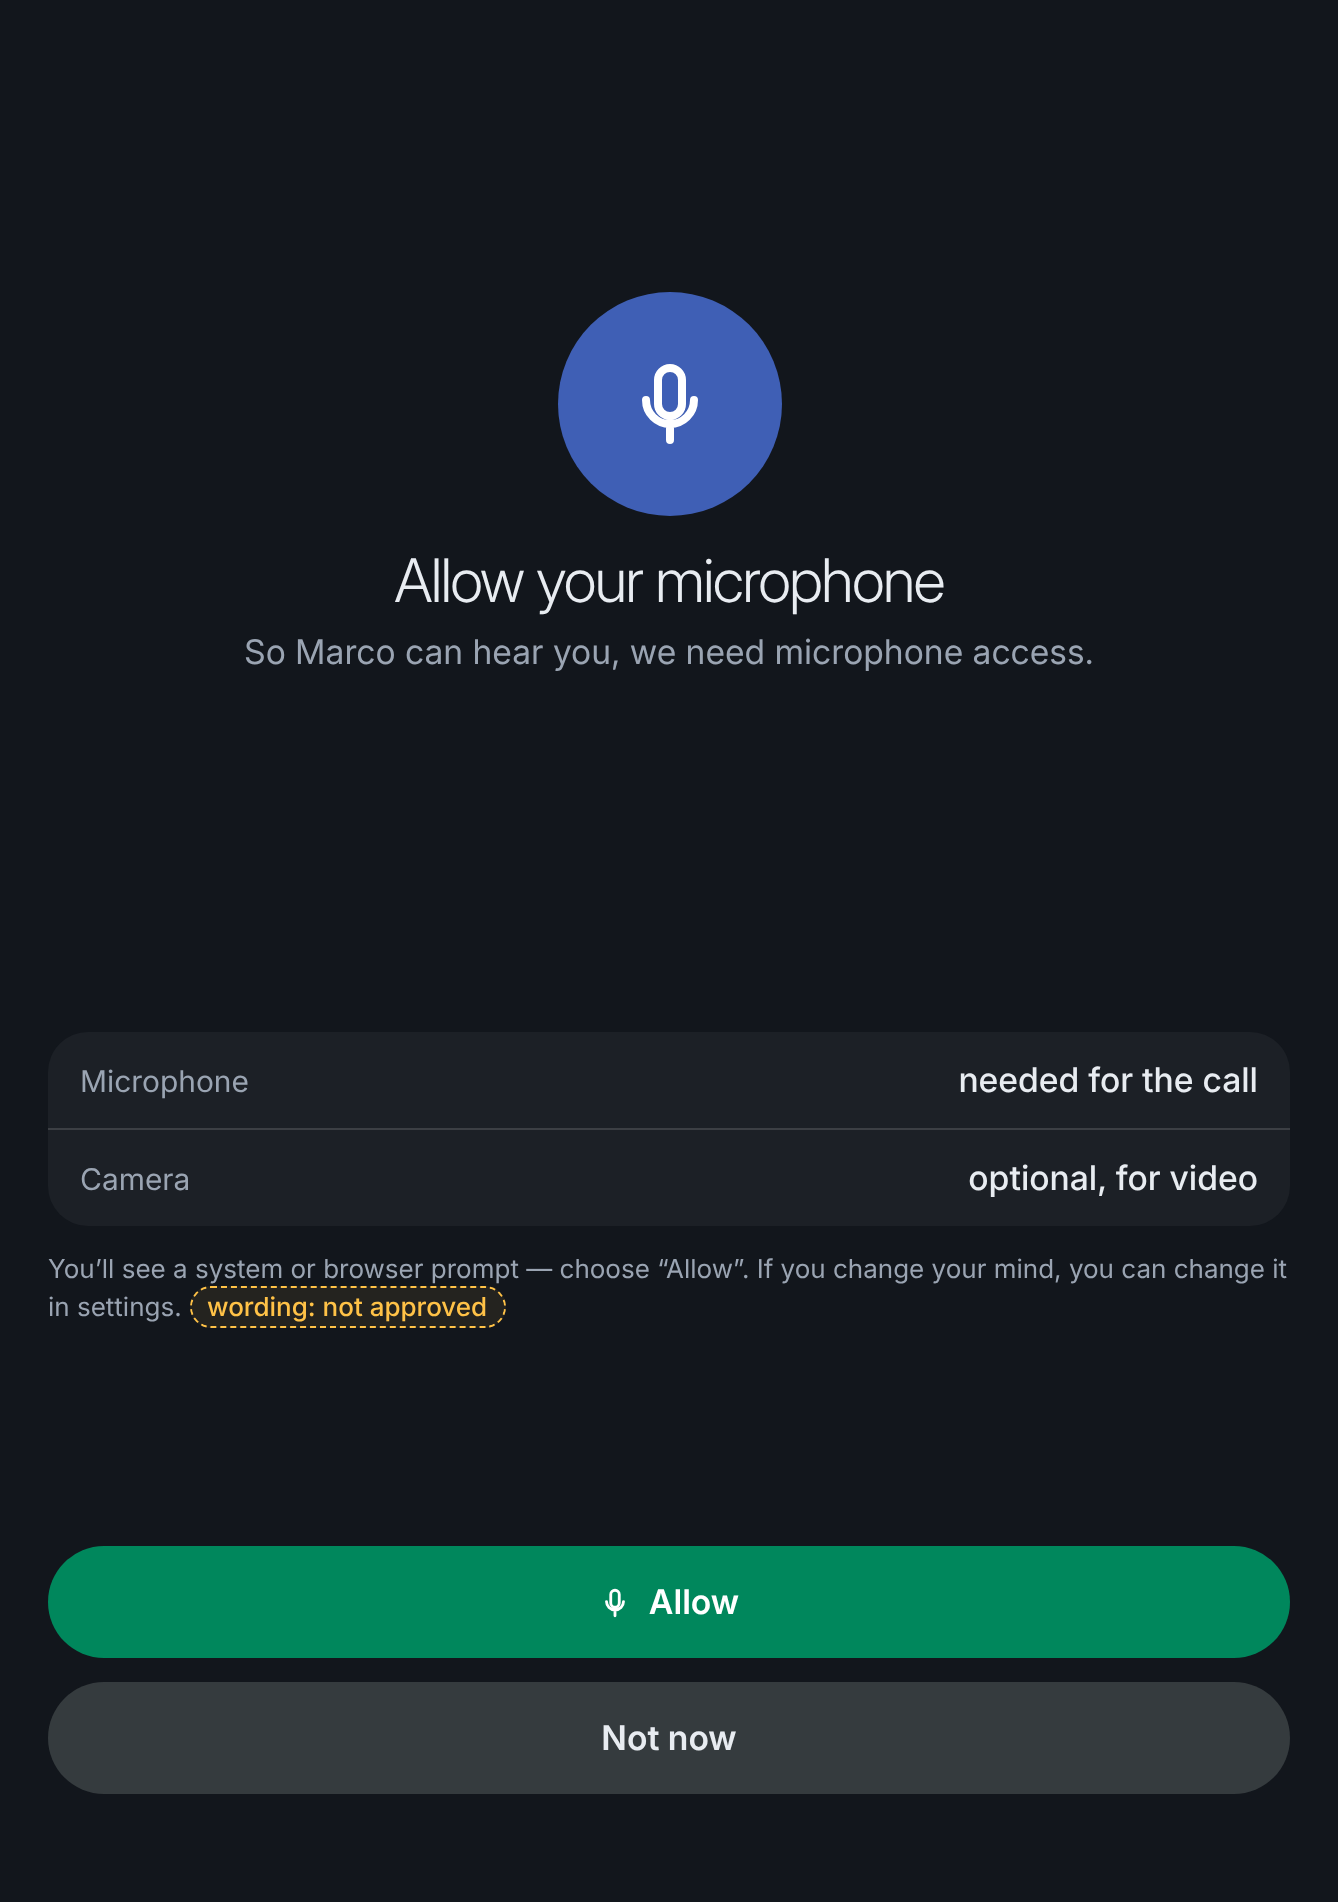 Allow your microphone
So Marco can hear you, we need microphone access.
Microphone
needed for the call
Camera
optional, for video
You’ll see a system or browser prompt — choose “Allow”. If you change your mind, you can change it
in settings. wording: not approved
Allow
Not now